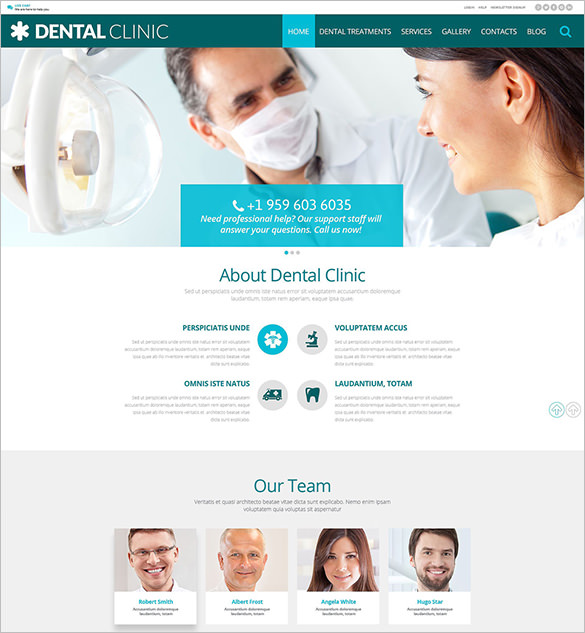 LIVE CHAT
We are here to help you
LOGIN HELP NEWSLETTER SIGNUP
DENTAL CLINIC
HOME DENTAL TREATMENTS SERVICES GALLERY CONTACTS BLOG
+1 959 603 6035
Need professional help? Our support staff will
answer your questions. Call us now!
About Dental Clinic
Sed ut perspiciatis unde omnis iste natus error sit voluptatem accusantium doloremque
laudantium, totam rem aperiam, eaque ipsa quae.
PERSPICIATIS UNDE
Sed ut perspiciatis unde omnis iste natus error sit voluptatem
accusantium doloremque laudantium, totam rem aperiam, eaque
ipsa quae ab illo inventore veritatis et architecto beatae vitae
dicta sunt explicabo.
VOLUPTATEM ACCUS
Sed ut perspiciatis unde omnis iste natus error sit voluptatem
accusantium doloremque laudantium, totam rem aperiam, eaque
ipsa quae ab illo inventore veritatis et architecto beatae vitae
dicta sunt explicabo.
OMNIS ISTE NATUS
Sed ut perspiciatis unde omnis iste natus error sit voluptatem
accusantium doloremque laudantium, totam rem aperiam, eaque
ipsa quae ab illo inventore veritatis et architecto beatae vitae
dicta sunt explicabo.
LAUDANTIUM, TOTAM
Sed ut perspiciatis unde omnis iste natus error sit voluptatem
accusantium doloremque laudantium, totam rem aperiam, eaque
ipsa quae ab illo inventore veritatis et architecto beatae vitae
dicta sunt explicabo.
Our Team
Veritatis et quasi architecto beatae vitae dicta sunt explicabo. Nemo enim ipsam
voluptatem quia voluptas sit aspernatur
Robert Smith
Accusantium doloremque
laudantium, totam
Albert Frost
Accusantium doloremque
laudantium, totam
Angela White
Accusantium doloremque
laudantium, totam
Hugo Star
Accusantium doloremque
laudantium, totam